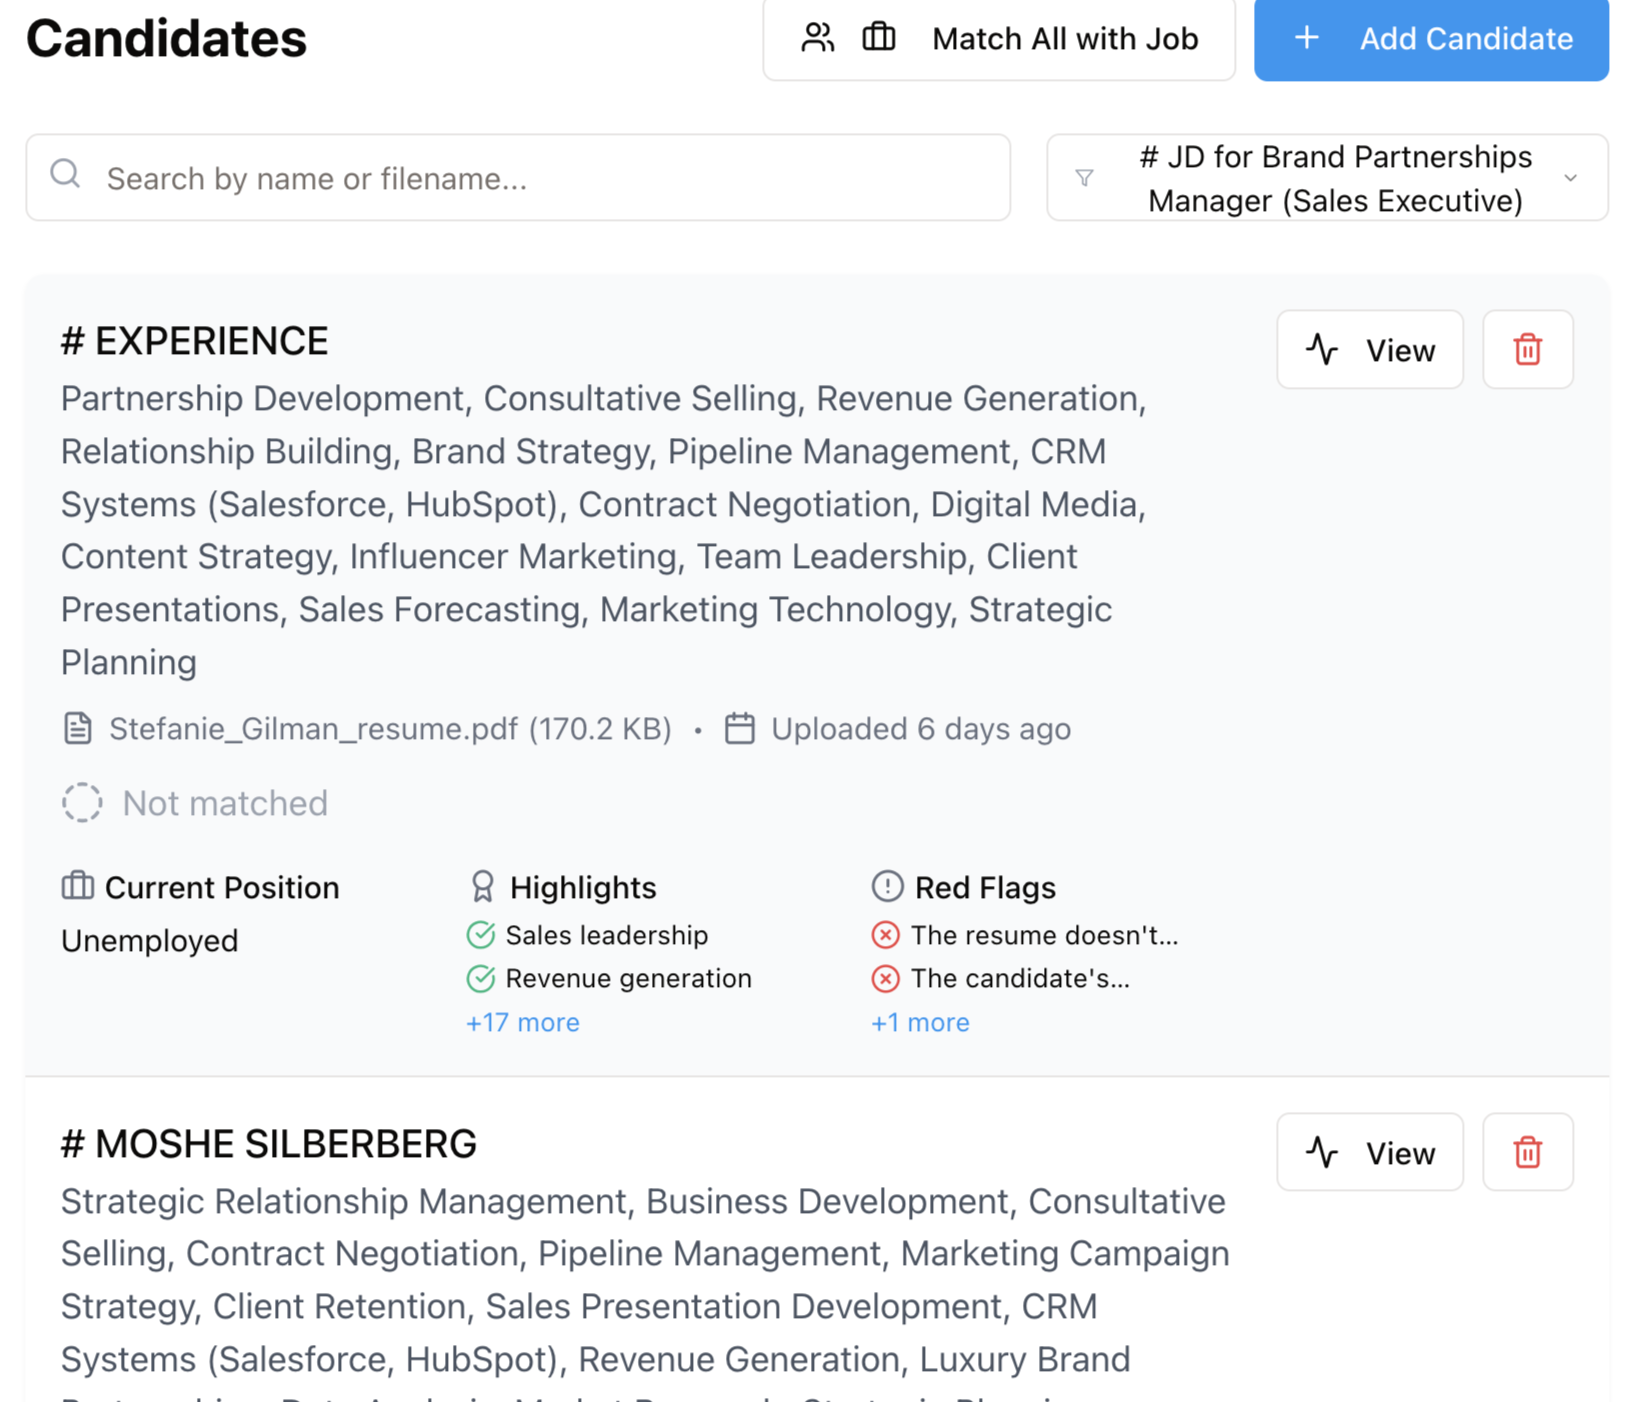 Candidates
Match All with Job
Add Candidate
Search by name or filename...
# JD for Brand Partnerships
Manager (Sales Executive)
# EXPERIENCE
View
Partnership Development, Consultative Selling, Revenue Generation,
Relationship Building, Brand Strategy, Pipeline Management, CRM
Systems (Salesforce, HubSpot), Contract Negotiation, Digital Media,
Content Strategy, Influencer Marketing, Team Leadership, Client
Presentations, Sales Forecasting, Marketing Technology, Strategic
Planning
Stefanie_Gilman_resume.pdf (170.2 KB) • Uploaded 6 days ago
Not matched
Current Position
Unemployed
Highlights
Sales leadership
Revenue generation
+17 more
Red Flags
The resume doesn't...
The candidate's...
+1 more
# MOSHE SILBERBERG
View
Strategic Relationship Management, Business Development, Consultative
Selling, Contract Negotiation, Pipeline Management, Marketing Campaign
Strategy, Client Retention, Sales Presentation Development, CRM
Systems (Salesforce, HubSpot), Revenue Generation, Luxury Brand